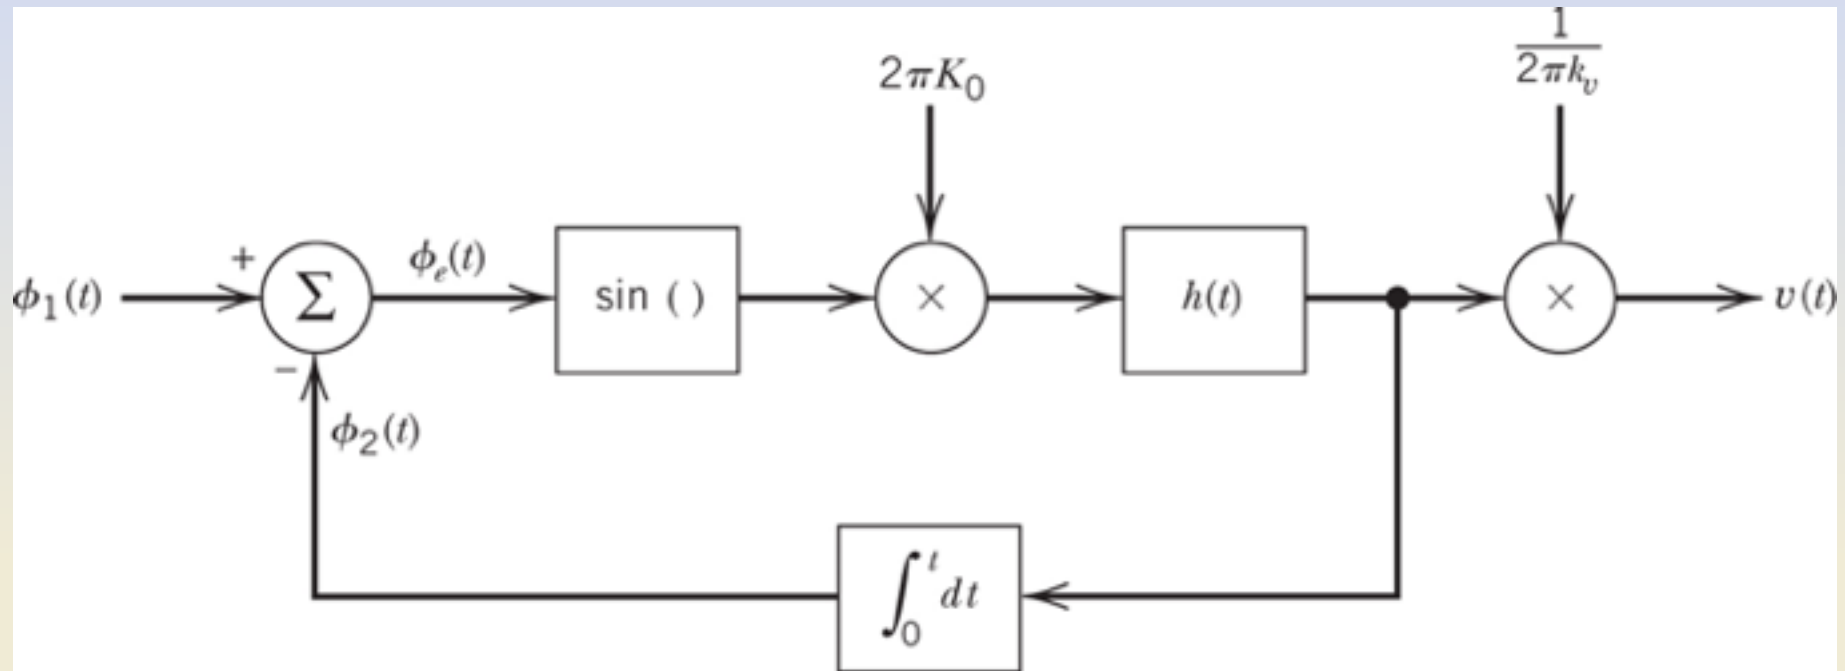 1
2πK₀
2πkᵥ
+
ϕₑ(t)
ϕ₁(t)
Σ
sin ( )
×
h(t)
×
v(t)
−
ϕ₂(t)
∫₀ᵗ dt